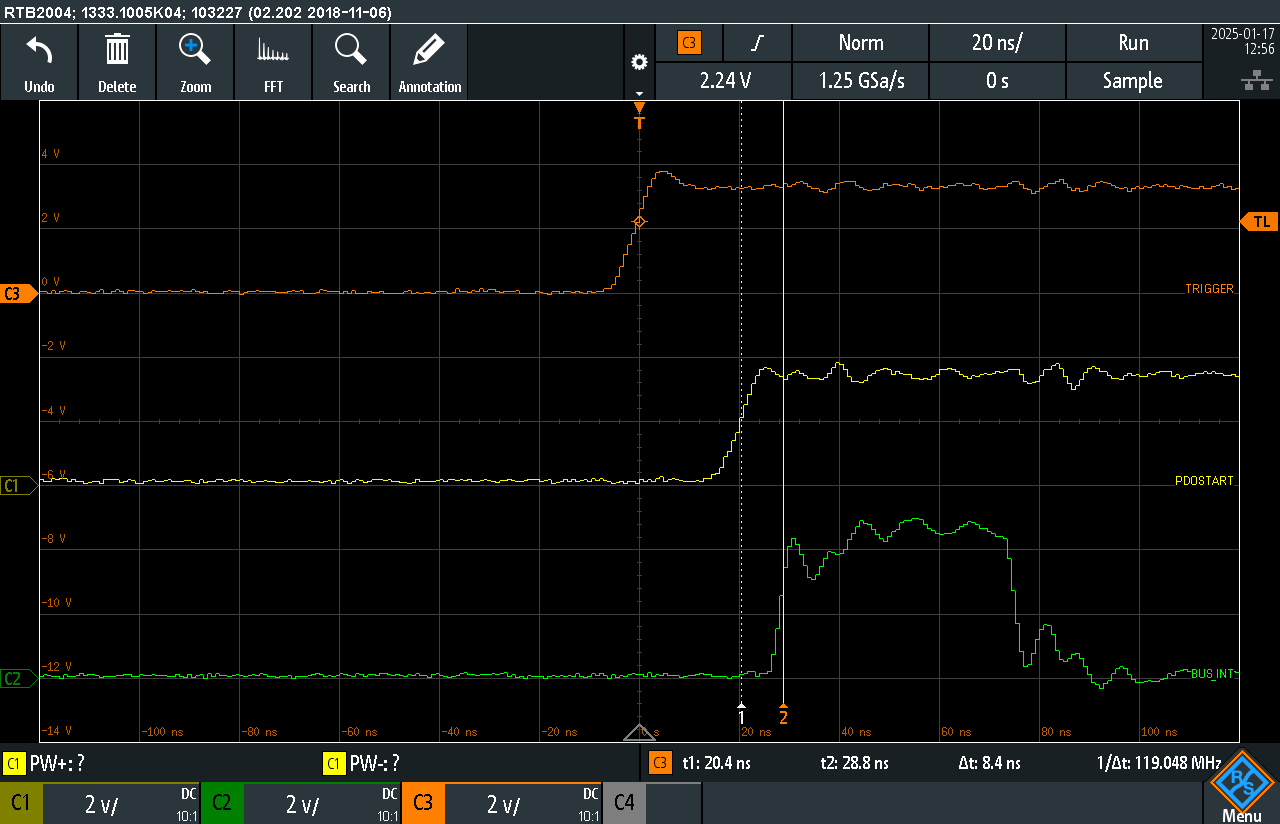 RTB2004; 1333.1005K04; 103227 (02.202 2018-11-06)
Undo
Delete
Zoom
FFT
Search
Annotation
C3
Norm
20 ns/
Run
2.24 V
1.25 GSa/s
0 s
Sample
2025-01-17
12:56
T
4 V
2 V
TL
0 V
C3
TRIGGER
-2 V
-4 V
-6 V
C1
PDOSTART
-8 V
-10 V
-12 V
C2
BUS_INT
1
2
-14 V
-100 ns
-80 ns
-60 ns
-40 ns
-20 ns
0 s
20 ns
40 ns
60 ns
80 ns
100 ns
C1 PW+: ?
C1 PW-: ?
C3 t1: 20.4 ns t2: 28.8 ns Δt: 8.4 ns 1/Δt: 119.048 MHz
C1 2 V/ DC 10:1
C2 2 V/ DC 10:1
C3 2 V/ DC 10:1
C4
R S
Menu